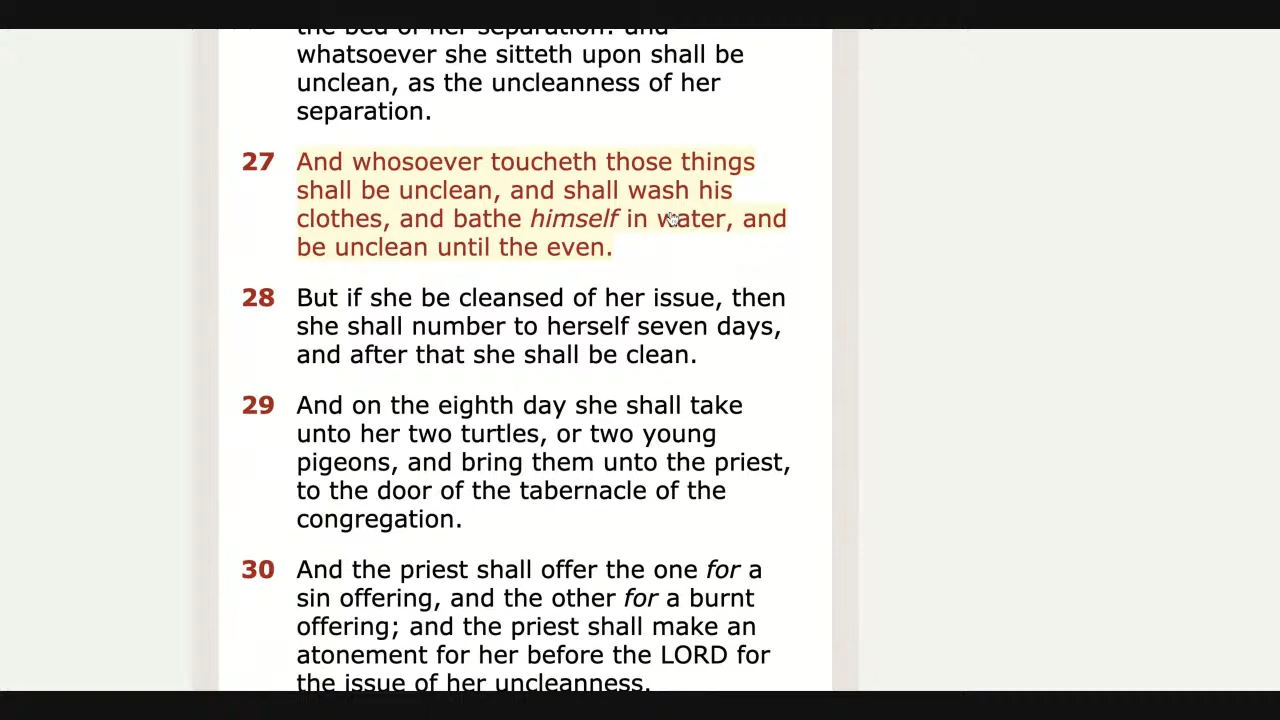 the bed of her separation: and
whatsoever she sitteth upon shall be
unclean, as the uncleanness of her
separation.
27 And whosoever toucheth those things
shall be unclean, and shall wash his
clothes, and bathe himself in water, and
be unclean until the even.
28 But if she be cleansed of her issue, then
she shall number to herself seven days,
and after that she shall be clean.
29 And on the eighth day she shall take
unto her two turtles, or two young
pigeons, and bring them unto the priest,
to the door of the tabernacle of the
congregation.
30 And the priest shall offer the one for a
sin offering, and the other for a burnt
offering; and the priest shall make an
atonement for her before the LORD for
the issue of her uncleanness.